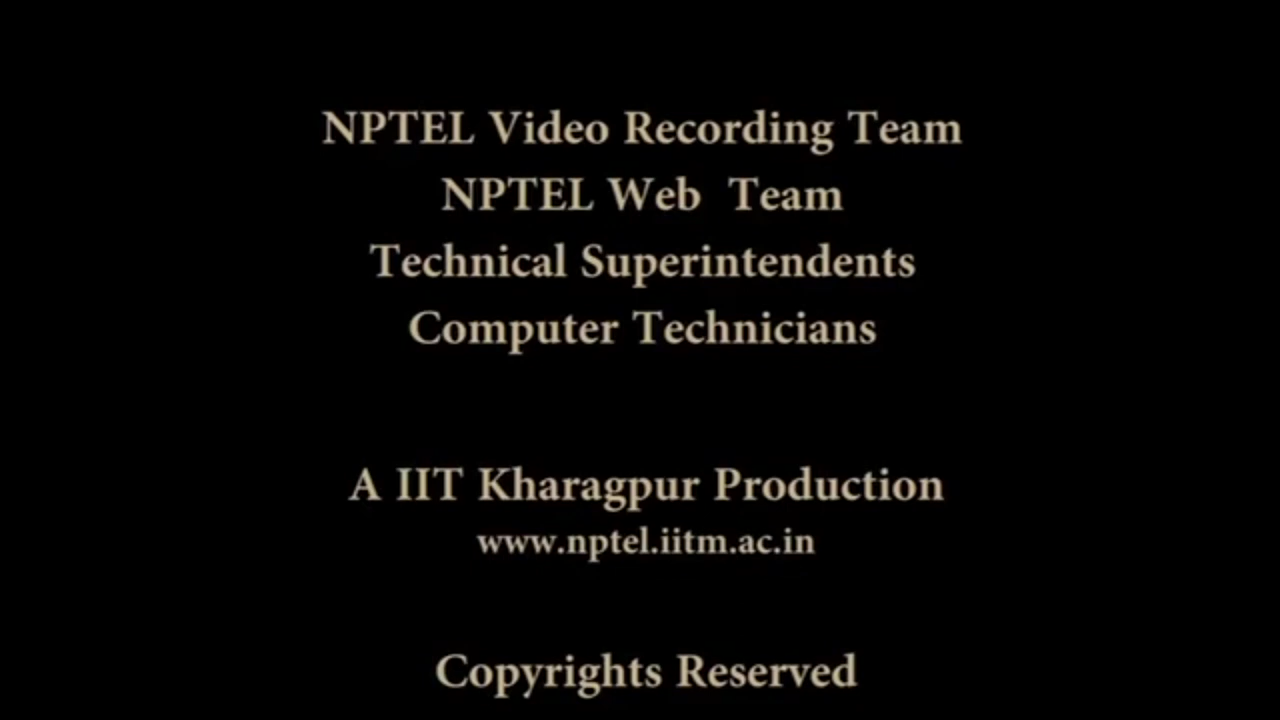 NPTEL Video Recording Team
NPTEL Web Team
Technical Superintendents
Computer Technicians
A IIT Kharagpur Production
www.nptel.iitm.ac.in
Copyrights Reserved